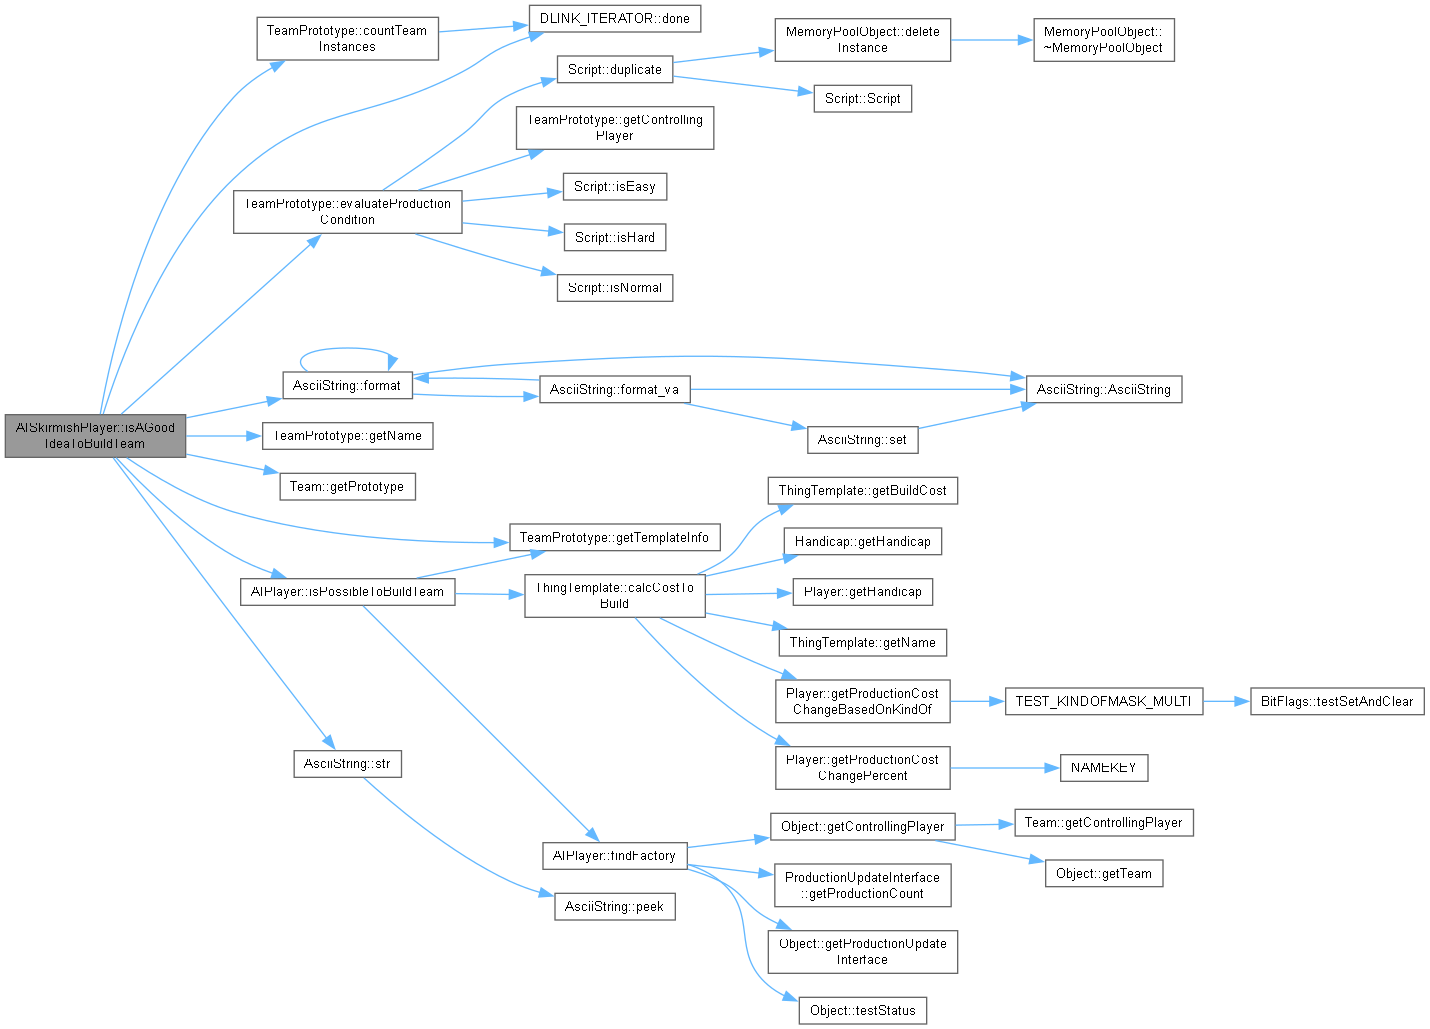 AISkirmishPlayer::isAGood
IdeaToBuildTeam
TeamPrototype::countTeam
Instances
DLINK_ITERATOR::done
TeamPrototype::evaluateProduction
Condition
Script::duplicate
MemoryPoolObject::delete
Instance
MemoryPoolObject::
~MemoryPoolObject
Script::Script
TeamPrototype::getControlling
Player
Script::isEasy
Script::isHard
Script::isNormal
AsciiString::format
AsciiString::format_va
AsciiString::AsciiString
AsciiString::set
TeamPrototype::getName
Team::getPrototype
TeamPrototype::getTemplateInfo
AIPlayer::isPossibleToBuildTeam
ThingTemplate::calcCostTo
Build
ThingTemplate::getBuildCost
Handicap::getHandicap
Player::getHandicap
ThingTemplate::getName
Player::getProductionCost
ChangeBasedOnKindOf
TEST_KINDOFMASK_MULTI
BitFlags::testSetAndClear
Player::getProductionCost
ChangePercent
NAMEKEY
AsciiString::str
AIPlayer::findFactory
Object::getControllingPlayer
Team::getControllingPlayer
Object::getTeam
ProductionUpdateInterface
::getProductionCount
Object::getProductionUpdate
Interface
Object::testStatus
AsciiString::peek